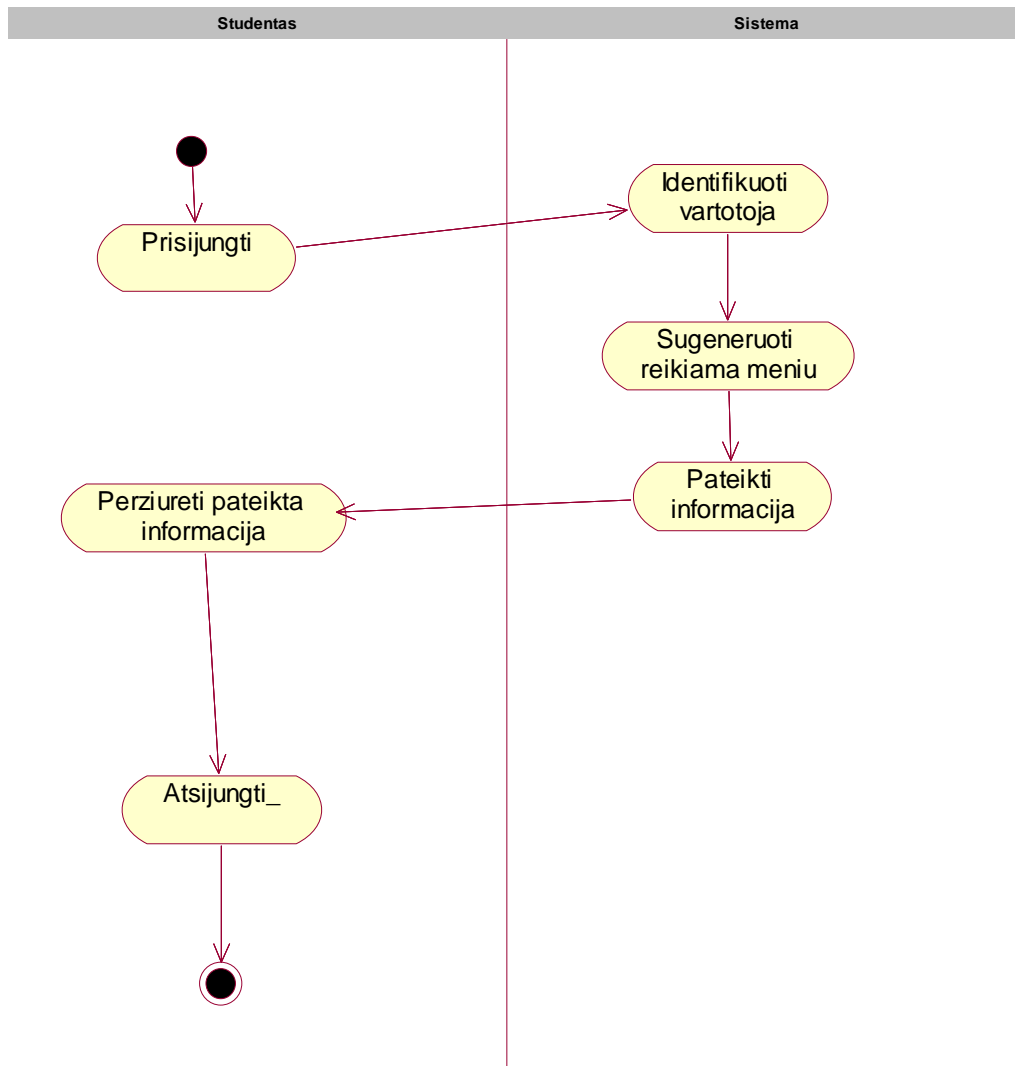 Studentas
Sistema
Prisijungti
Identifikuoti
vartotoja
Sugeneruoti
reikiama meniu
Pateikti
informacija
Perziureti pateikta
informacija
Atsijungti_